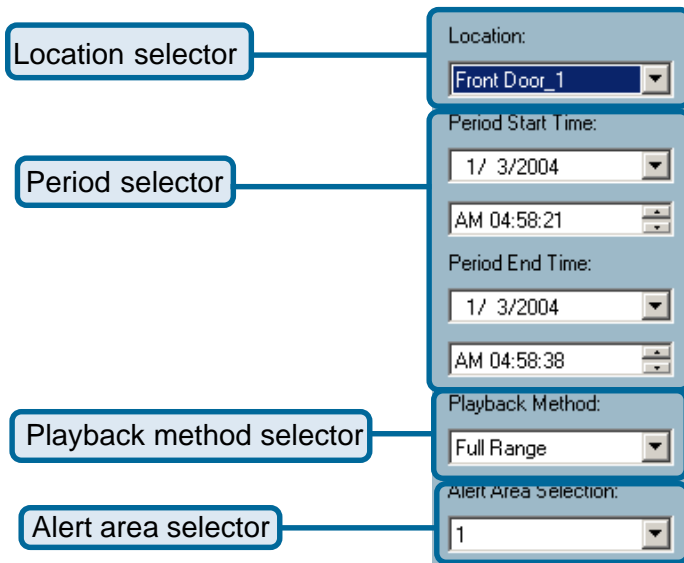 Location selector
Location:
Front Door_1
Period selector
Period Start Time:
1/ 3/2004
AM 04:58:21
Period End Time:
1/ 3/2004
AM 04:58:38
Playback method selector
Playback Method:
Full Range
Alert area selector
Alert Area Selection:
1